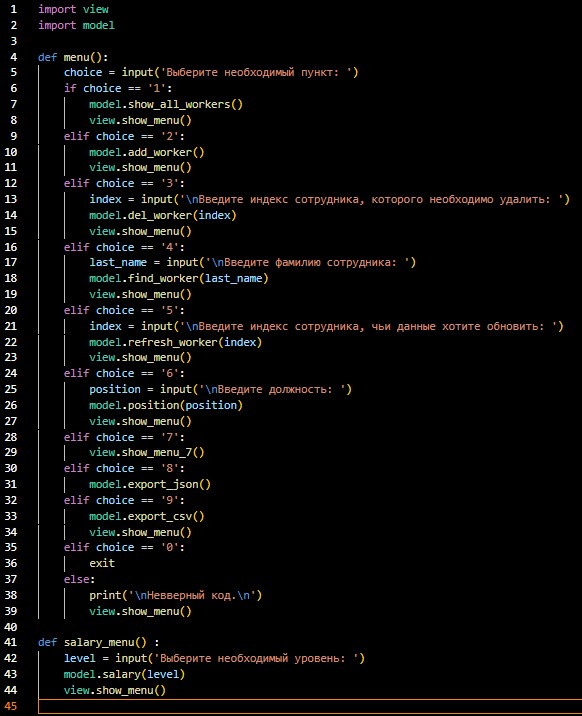 1 import view
2 import model
3
4 def menu():
5 choice = input('Выберите необходимый пункт: ')
6 if choice == '1':
7 model.show_all_workers()
8 view.show_menu()
9 elif choice == '2':
10 model.add_worker()
11 view.show_menu()
12 elif choice == '3':
13 index = input('\nВведите индекс сотрудника, которого необходимо удалить: ')
14 model.del_worker(index)
15 view.show_menu()
16 elif choice == '4':
17 last_name = input('\nВведите фамилию сотрудника: ')
18 model.find_worker(last_name)
19 view.show_menu()
20 elif choice == '5':
21 index = input('\nВведите индекс сотрудника, чьи данные хотите обновить: ')
22 model.refresh_worker(index)
23 view.show_menu()
24 elif choice == '6':
25 position = input('\nВведите должность: ')
26 model.position(position)
27 view.show_menu()
28 elif choice == '7':
29 view.show_menu_7()
30 elif choice == '8':
31 model.export_json()
32 elif choice == '9':
33 model.export_csv()
34 view.show_menu()
35 elif choice == '0':
36 exit
37 else:
38 print('\nНевверный код.\n')
39 view.show_menu()
40
41 def salary_menu() :
42 level = input('Выберите необходимый уровень: ')
43 model.salary(level)
44 view.show_menu()
45